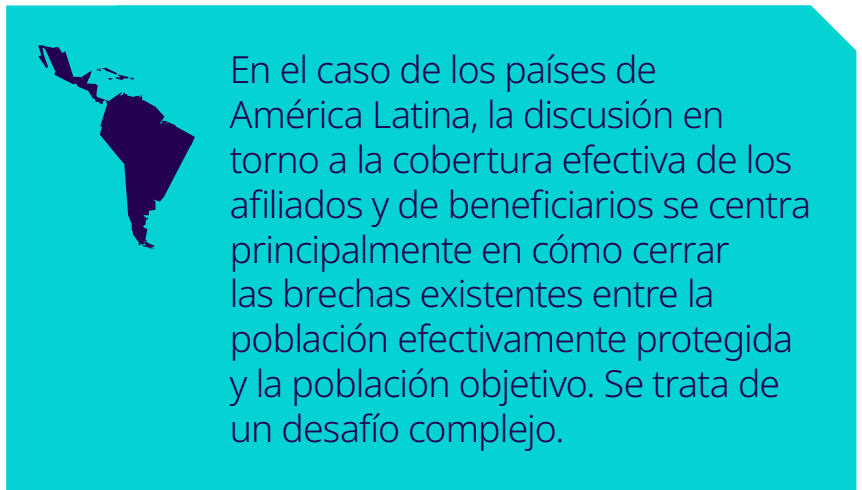 En el caso de los países de
América Latina, la discusión en
torno a la cobertura efectiva de los
afiliados y de beneficiarios se centra
principalmente en cómo cerrar
las brechas existentes entre la
población efectivamente protegida
y la población objetivo. Se trata de
un desafío complejo.